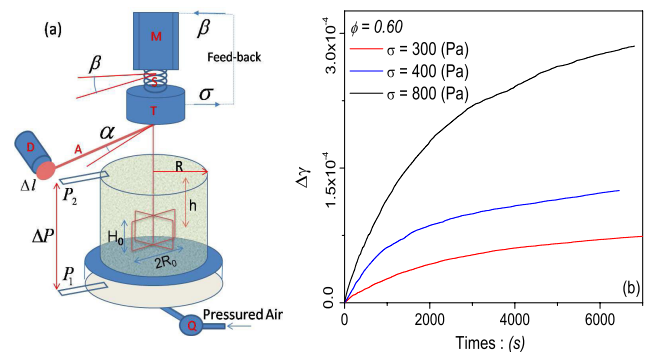 (a)
M
β
Feed-back
β
S
σ
T
D
A
α
Δl
P₂
R
h
ΔP
H₀
2R₀
P₁
Q
Pressured Air
ϕ = 0.60
σ = 300 (Pa)
σ = 400 (Pa)
σ = 800 (Pa)
3.0x10⁻⁴
1.5x10⁻⁴
0.0
Δγ
0 2000 4000 6000
Times : (s)
(b)